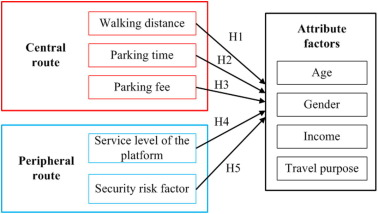 Central
route
Walking distance
Parking time
Parking fee
H1
H2
H3
Peripheral
route
Service level of the
platform
Security risk factor
H4
H5
Attribute
factors
Age
Gender
Income
Travel purpose